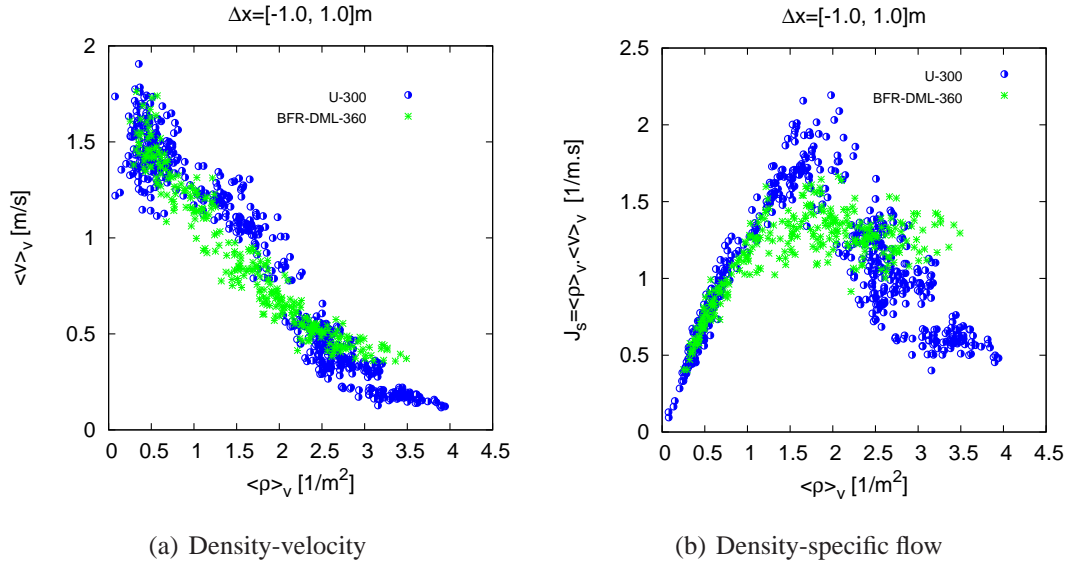 Δx=[-1.0, 1.0]m
2
1.5
1
0.5
0
<v>ᵥ [m/s]
U-300
BFR-DML-360
0 0.5 1 1.5 2 2.5 3 3.5 4 4.5
<ρ>ᵥ [1/m²]
(a) Density-velocity
Δx=[-1.0, 1.0]m
2.5
2
1.5
1
0.5
0
Jₛ=<ρ>ᵥ.<v>ᵥ [1/m.s]
U-300
BFR-DML-360
0 0.5 1 1.5 2 2.5 3 3.5 4 4.5
<ρ>ᵥ [1/m²]
(b) Density-specific flow